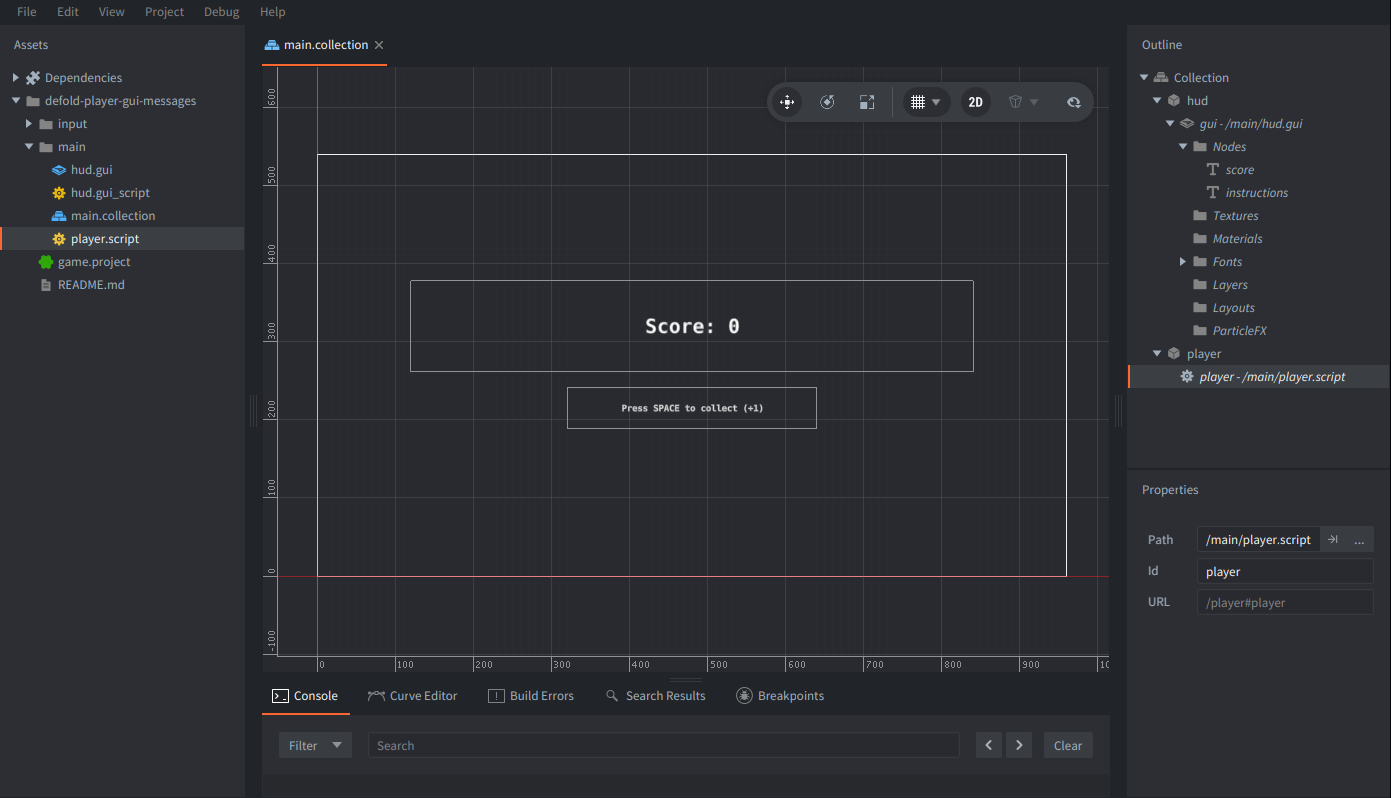 File Edit View Project Debug Help
Assets
Dependencies
defold-player-gui-messages
input
main
hud.gui
hud.gui_script
main.collection
player.script
game.project
README.md
main.collection
2D
600
500
400
300
200
100
0
-100
Score: 0
Press SPACE to collect (+1)
0 100 200 300 400 500 600 700 800 900 10
Console Curve Editor Build Errors Search Results Breakpoints
Filter Search Clear
Outline
Collection
hud
gui - /main/hud.gui
Nodes
score
instructions
Textures
Materials
Fonts
Layers
Layouts
ParticleFX
player
player - /main/player.script
Properties
Path /main/player.script ...
Id player
URL /player#player